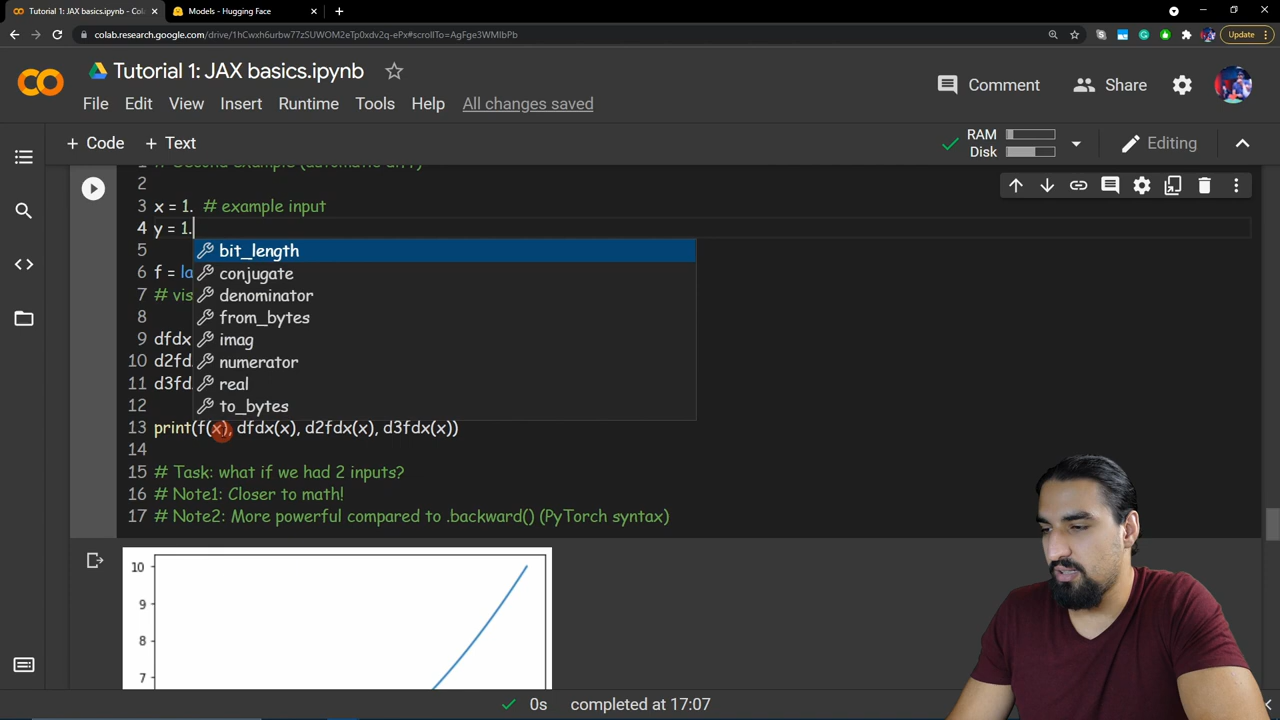 Tutorial 1: JAX basics.ipynb - Col
Models - Hugging Face
colab.research.google.com/drive/1hCwxh6urbw77zSUWOM2eTp0xdv2q-ePx#scrollTo=AgFge3WMIbPb
Update
Tutorial 1: JAX basics.ipynb
File Edit View Insert Runtime Tools Help All changes saved
Comment Share
+ Code + Text
RAM
Disk
Editing
2
3 x = 1. # example input
4 y = 1.
5 bit_length
conjugate
6 f = la
denominator
7 # vis
from_bytes
8
imag
9 dfdx
numerator
10 d2fd
real
11 d3fd
to_bytes
12
13 print(f(x), dfdx(x), d2fdx(x), d3fdx(x))
14
15 # Task: what if we had 2 inputs?
16 # Note1: Closer to math!
17 # Note2: More powerful compared to .backward() (PyTorch syntax)
10
9
8
7
0s completed at 17:07